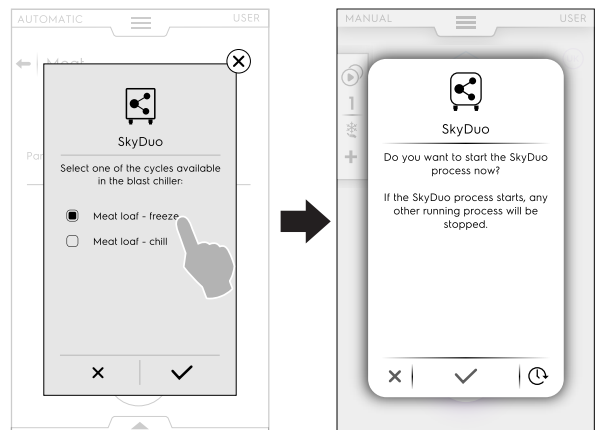 AUTOMATIC
USER
Meat
SkyDuo
Select one of the cycles available
in the blast chiller:
Meat loaf - freeze
Meat loaf - chill
MANUAL
USER
1
SkyDuo
Do you want to start the SkyDuo
process now?
If the SkyDuo process starts, any
other running process will be
stopped.